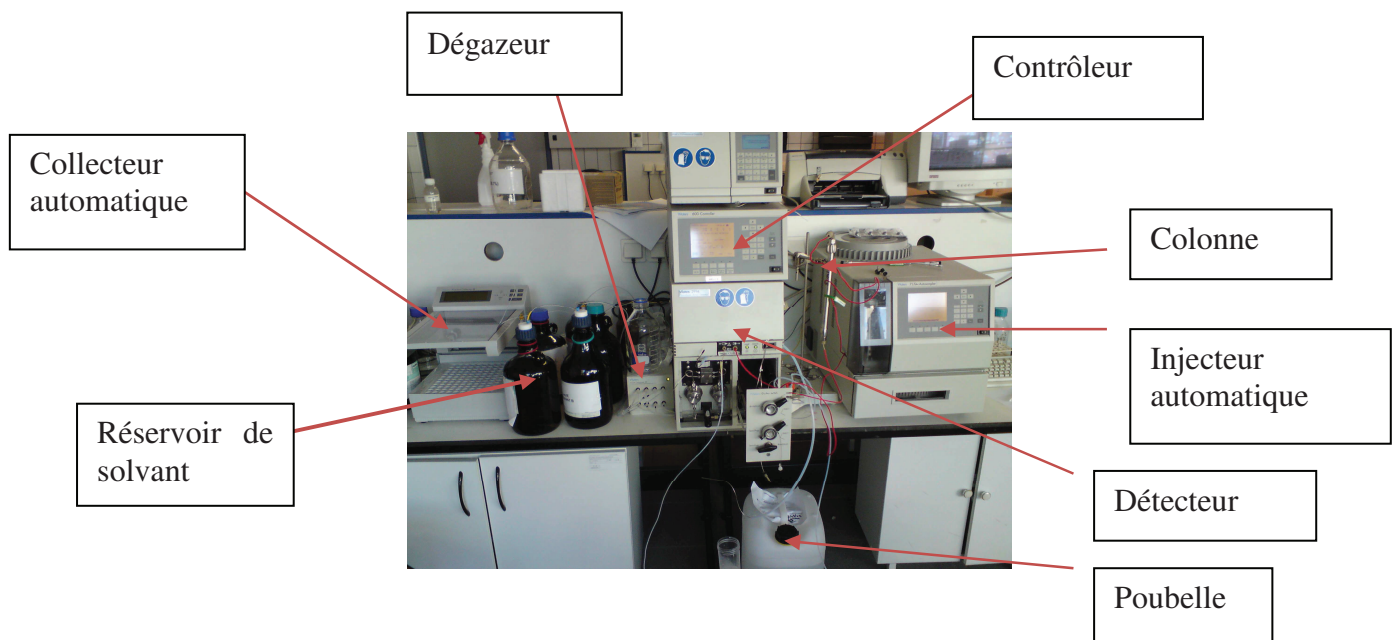 Dégazeur
Contrôleur
Collecteur
automatique
Colonne
Injecteur
automatique
Réservoir de
solvant
Détecteur
Poubelle